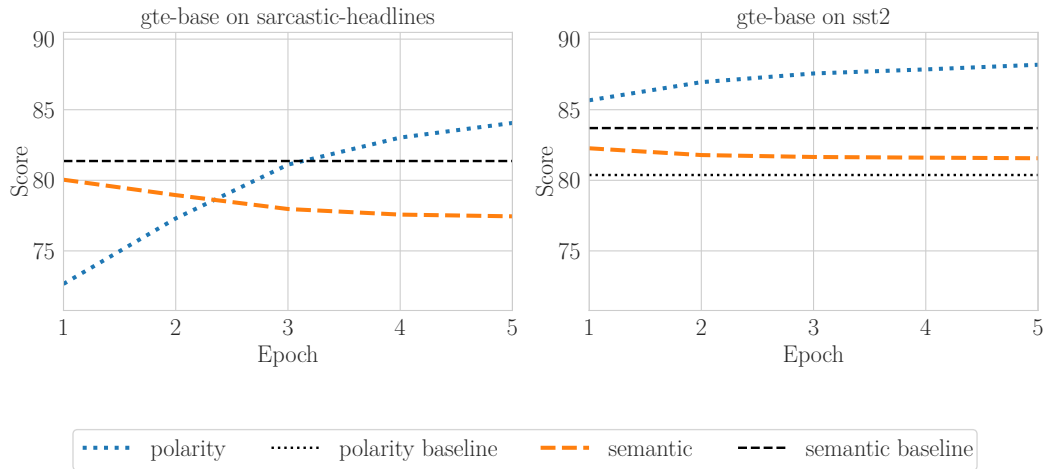 gte-base on sarcastic-headlines
90
85
80
75
Score
1 2 3 4 5
Epoch
gte-base on sst2
90
85
80
75
Score
1 2 3 4 5
Epoch
polarity polarity baseline semantic semantic baseline